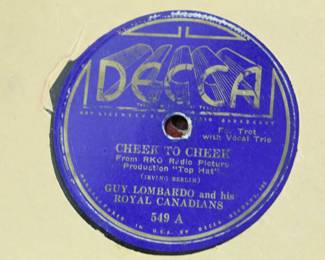 DECCA
Fox Trot
with Vocal Trio
CHEEK TO CHEEK
From RKO Radio Picture
Production "Top Hat"
(IRVING BERLIN)
GUY LOMBARDO and his
ROYAL CANADIANS
549 A